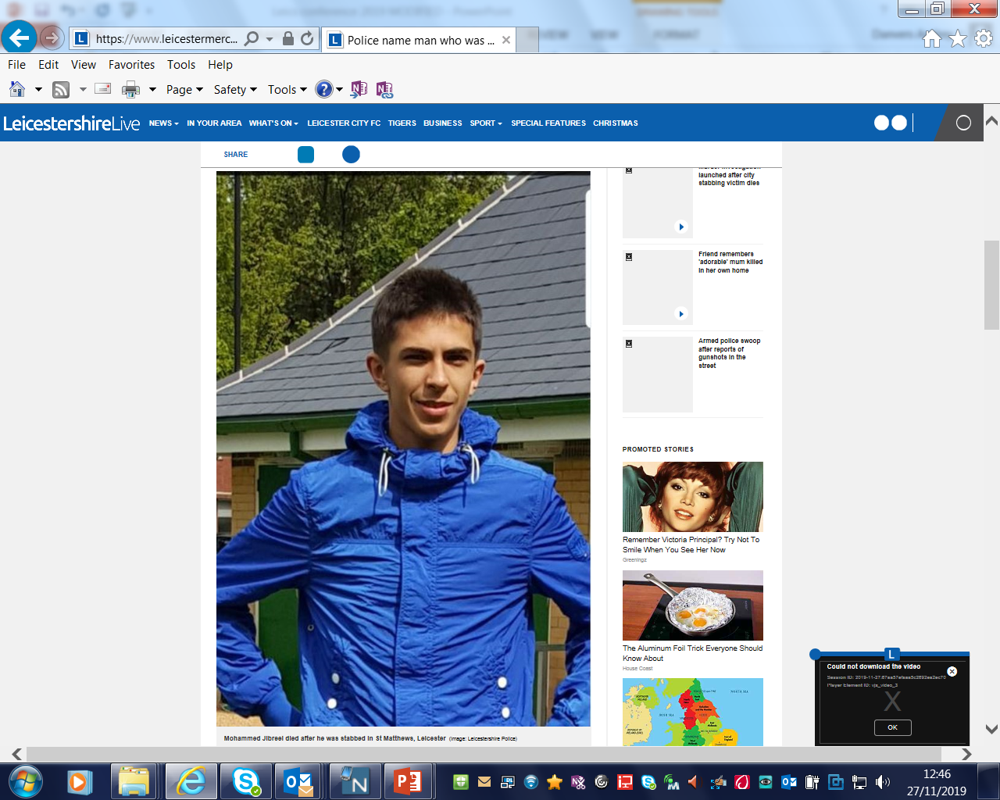 https://www.leicestermerc...
Police name man who was ...
File Edit View Favorites Tools Help
Page Safety Tools
LeicestershireLive NEWS IN YOUR AREA WHAT'S ON LEICESTER CITY FC TIGERS BUSINESS SPORT SPECIAL FEATURES CHRISTMAS
SHARE
launched after city
stabbing victim dies
Friend remembers
'adorable' mum killed
in her own home
Armed police swoop
after reports of
gunshots in the
street
PROMOTED STORIES
Remember Victoria Principal? Try Not To
Smile When You See Her Now
Greeningz
The Aluminum Foil Trick Everyone Should
Know About
House Coast
Mohammed Jibreel died after he was stabbed in St Matthews, Leicester (Image: Leicestershire Police)
L
Could not download the video
Player Element ID: vjs_video_3
OK
12:46
27/11/2019